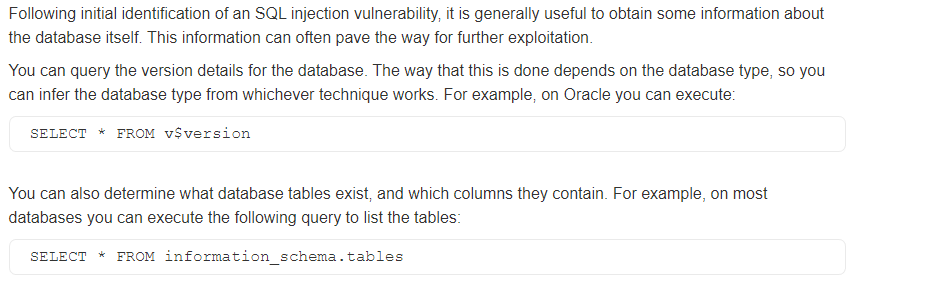 Following initial identification of an SQL injection vulnerability, it is generally useful to obtain some information about
the database itself. This information can often pave the way for further exploitation.
You can query the version details for the database. The way that this is done depends on the database type, so you
can infer the database type from whichever technique works. For example, on Oracle you can execute:
SELECT * FROM v$version
You can also determine what database tables exist, and which columns they contain. For example, on most
databases you can execute the following query to list the tables:
SELECT * FROM information_schema.tables